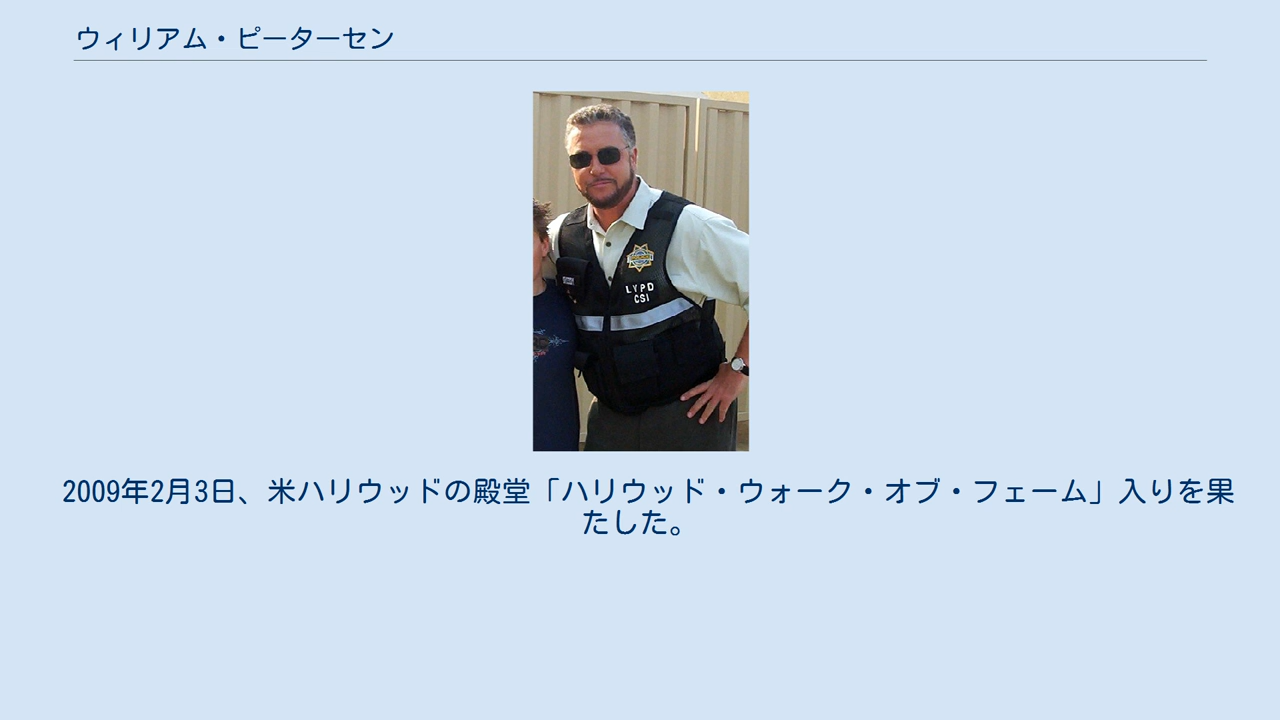 ウィリアム・ピーターセン
LVPD
CSI
2009年2月3日、米ハリウッドの殿堂「ハリウッド・ウォーク・オブ・フェーム」入りを果
たした。